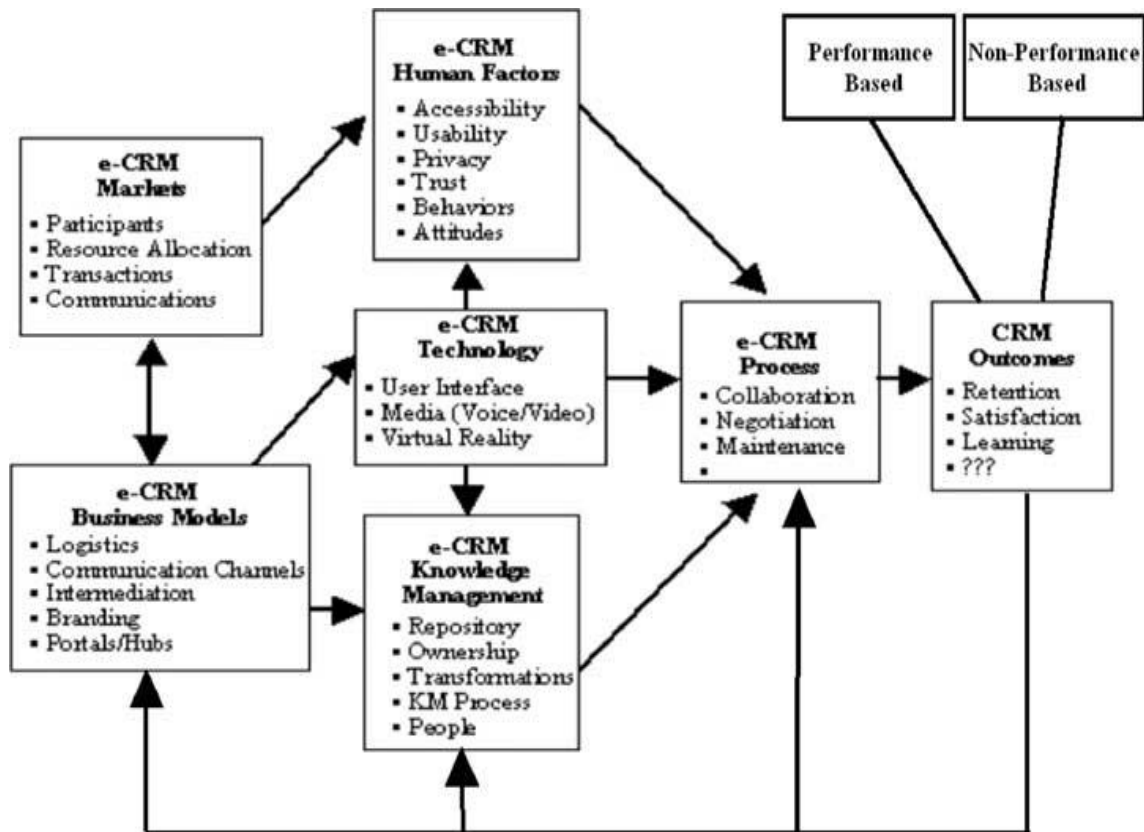 e-CRM
Human Factors
▪ Accessibility
▪ Usability
▪ Privacy
▪ Trust
▪ Behaviors
▪ Attitudes
Performance
Based
Non-Performance
Based
e-CRM
Markets
▪ Participants
▪ Resource Allocation
▪ Transactions
▪ Communications
e-CRM
Technology
▪ User Interface
▪ Media (Voice/Video)
▪ Virtual Reality
e-CRM
Process
▪ Collaboration
▪ Negotiation
▪ Maintenance
▪
CRM
Outcomes
▪ Retention
▪ Satisfaction
▪ Learning
▪ ???
e-CRM
Business Models
▪ Logistics
▪ Communication Channels
▪ Intermediation
▪ Branding
▪ Portals/Hubs
e-CRM
Knowledge
Management
▪ Repository
▪ Ownership
▪ Transformations
▪ KM Process
▪ People